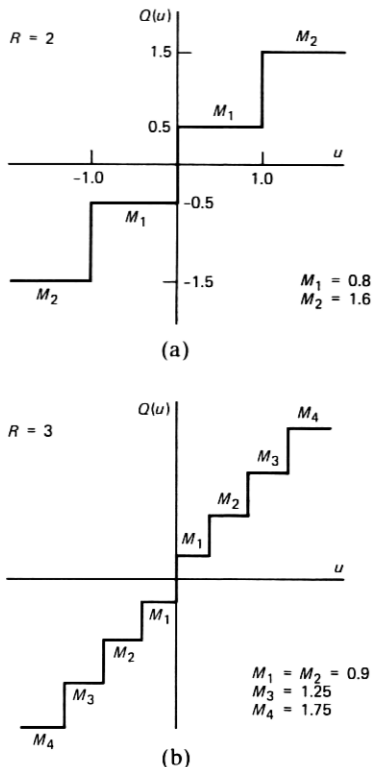 Q(u)
R = 2
1.5
M₂
M₁
0.5
u
-1.0
1.0
M₁
-0.5
M₂
-1.5
M₁ = 0.8
M₂ = 1.6
(a)
Q(u)
R = 3
M₄
M₃
M₂
M₁
u
M₁
M₂
M₃
M₄
M₁ = M₂ = 0.9
M₃ = 1.25
M₄ = 1.75
(b)